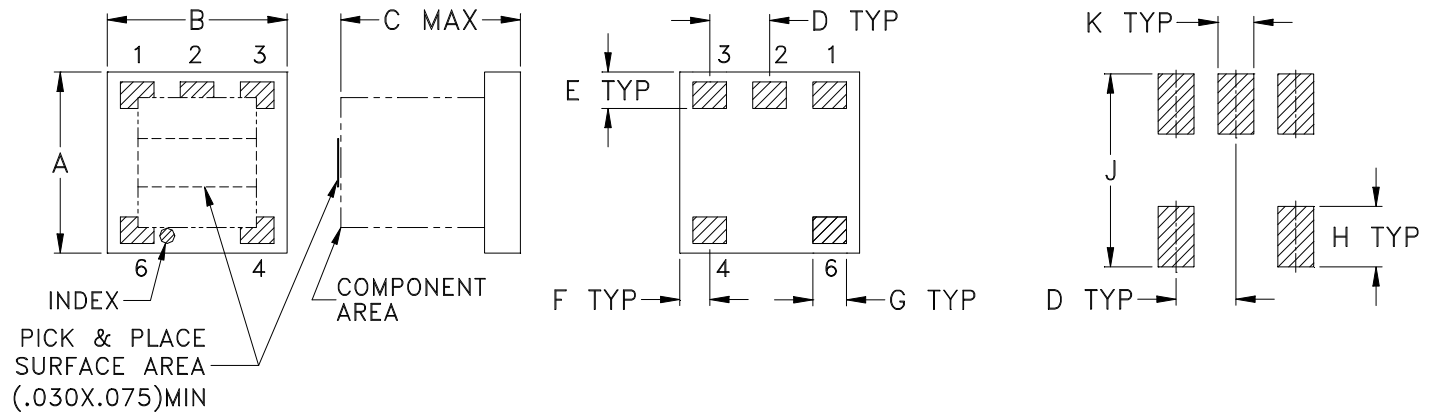 B
C MAX
D TYP
K TYP
1 2 3
3 2 1
E TYP
A
J
H TYP
6 4
4 6
INDEX
COMPONENT
AREA
F TYP
G TYP
D TYP
PICK & PLACE
SURFACE AREA
(.030X.075)MIN